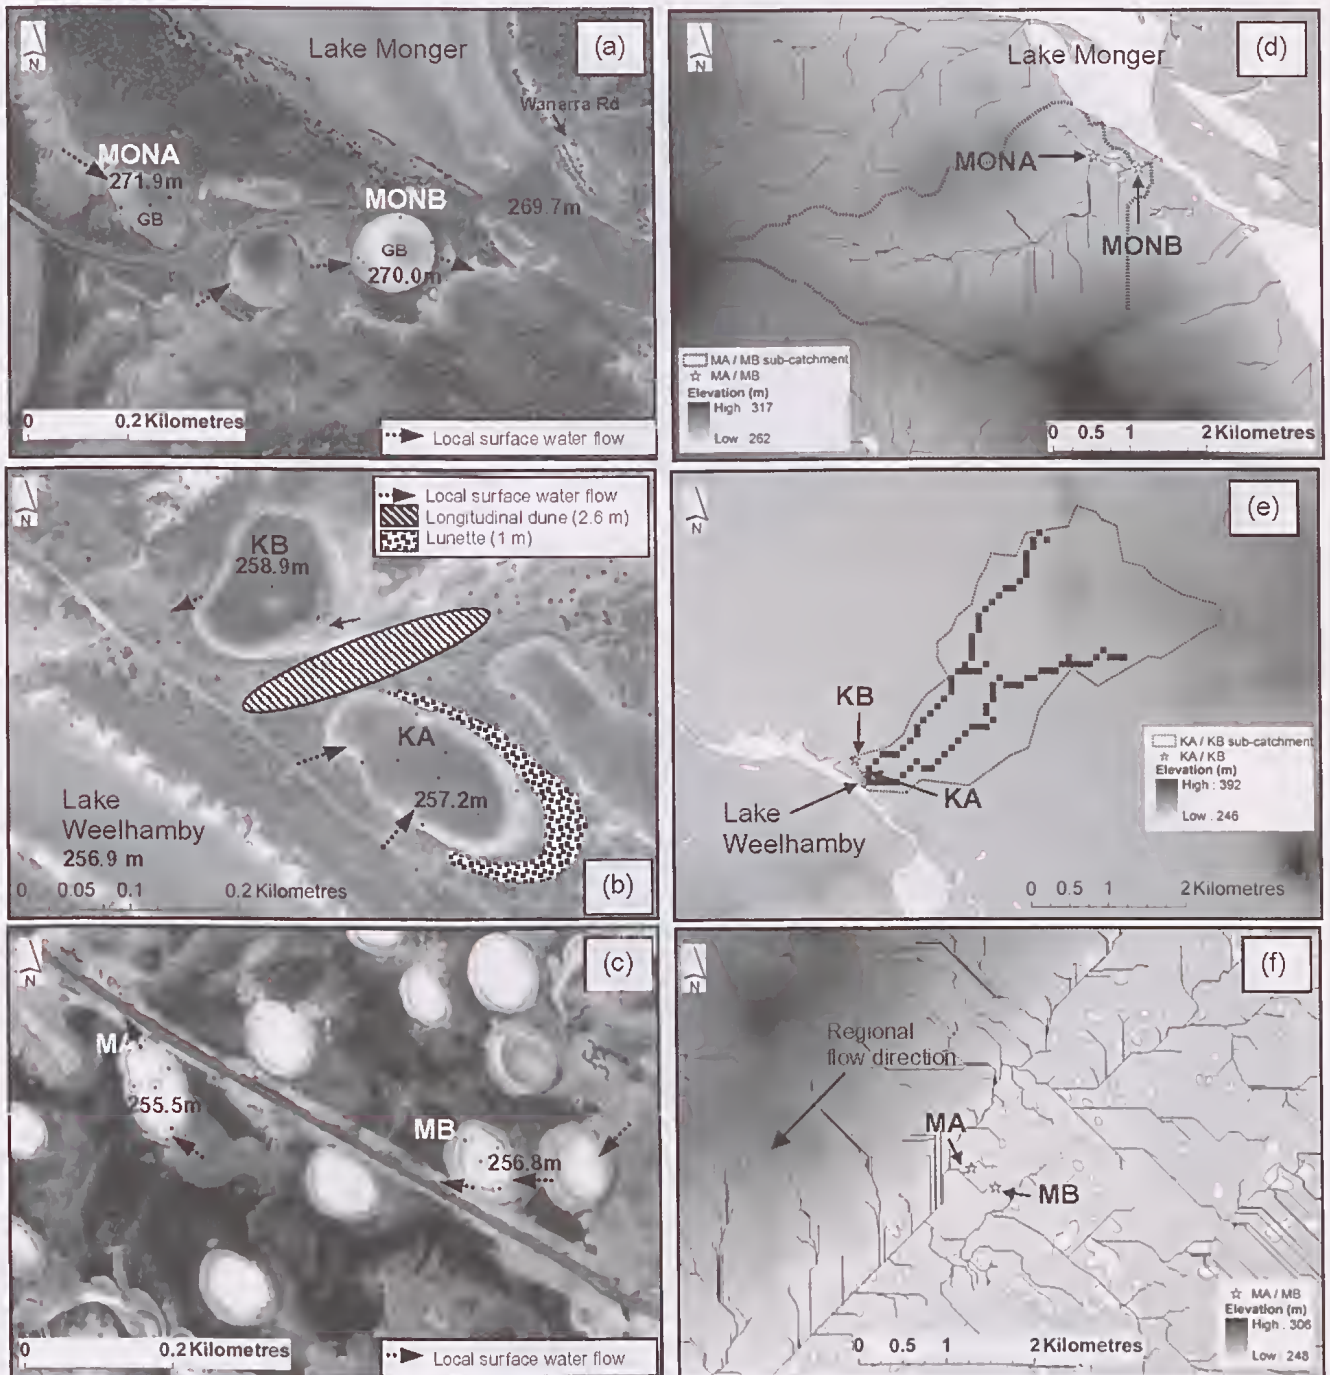 (a)
N
Lake Monger
Wanarra Rd
MONA
271.9m
GB
MONB
GB
270.0m
269.7m
0 0.2 Kilometres
Local surface water flow
(d)
N
Lake Monger
MONA
MONB
MA / MB sub-catchment
MA / MB
Elevation (m)
High : 317
Low : 262
0 0.5 1 2 Kilometres
(b)
N
Local surface water flow
Longitudinal dune (2.6 m)
Lunette (1 m)
KB
258.9m
KA
257.2m
Lake
Weelhamby
256.9 m
0 0.05 0.1 0.2 Kilometres
(e)
N
KB
KA
Lake
Weelhamby
KA / KB sub-catchment
KA / KB
Elevation (m)
High : 392
Low : 246
0 0.5 1 2 Kilometres
(c)
N
MA
255.5m
MB
256.8m
0 0.2 Kilometres
Local surface water flow
(f)
N
Regional
flow direction
MA
MB
MA / MB
Elevation (m)
High : 306
Low : 248
0 0.5 1 2 Kilometres